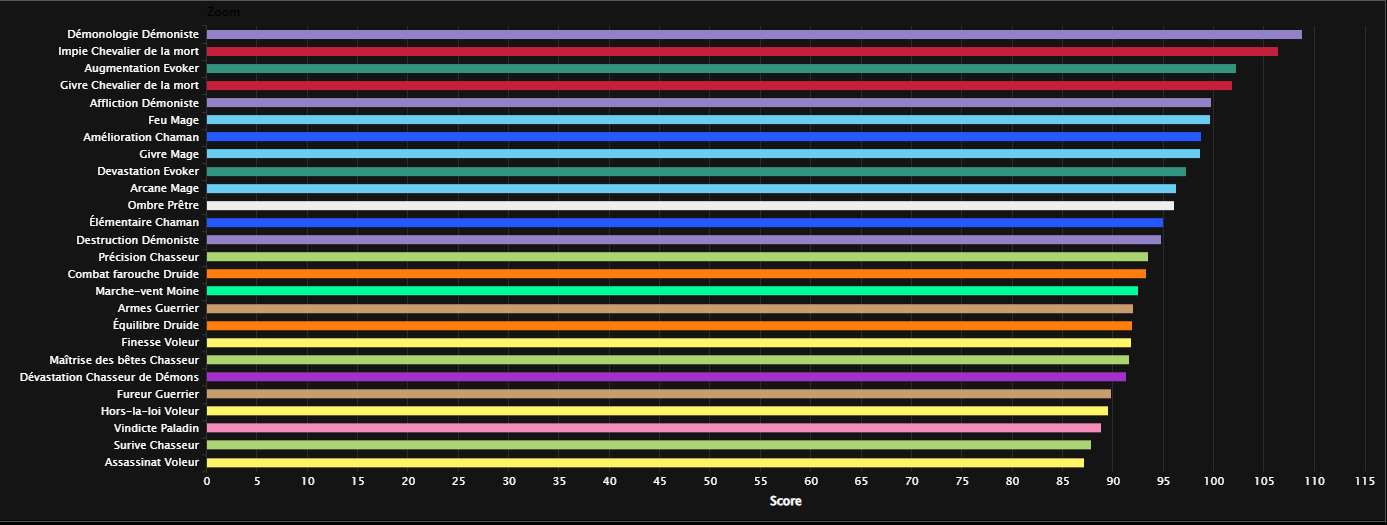 Zoom
Démonologie Démoniste
Impie Chevalier de la mort
Augmentation Evoker
Givre Chevalier de la mort
Affliction Démoniste
Feu Mage
Amélioration Chaman
Givre Mage
Devastation Evoker
Arcane Mage
Ombre Prêtre
Élémentaire Chaman
Destruction Démoniste
Précision Chasseur
Combat farouche Druide
Marche-vent Moine
Armes Guerrier
Équilibre Druide
Finesse Voleur
Maîtrise des bêtes Chasseur
Dévastation Chasseur de Démons
Fureur Guerrier
Hors-la-loi Voleur
Vindicte Paladin
Surive Chasseur
Assassinat Voleur
0 5 10 15 20 25 30 35 40 45 50 55 60 65 70 75 80 85 90 95 100 105 110 115
Score